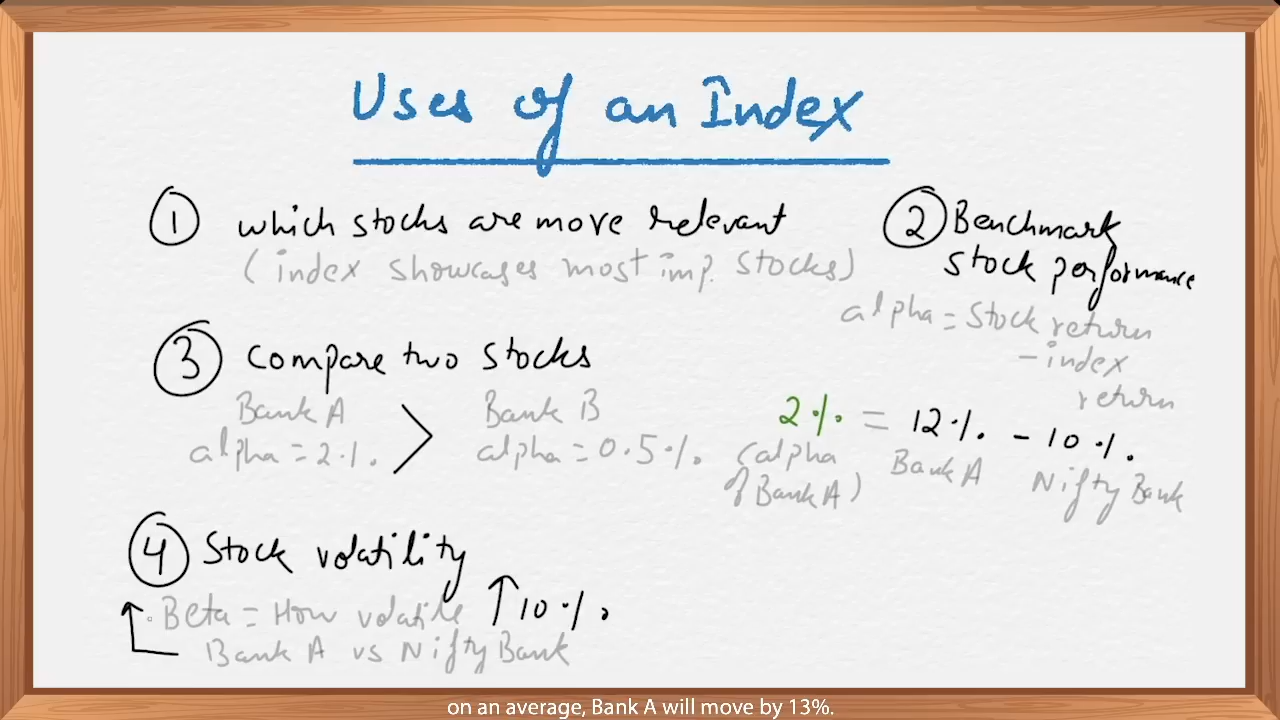 Uses of an Index
① which stocks are move relevant
(index showcases most imp. stocks)
② Benchmark
stock performance
alpha = Stock return
- index
return
③ compare two stocks
Bank A > Bank B
alpha = 2%. alpha = 0.5%.
2%. = 12%. - 10%.
(alpha
of Bank A)
Bank A
Nifty Bank
④ Stock volatility
Beta = How volatile ↑ 10%.
Bank A vs Nifty Bank
on an average, Bank A will move by 13%.